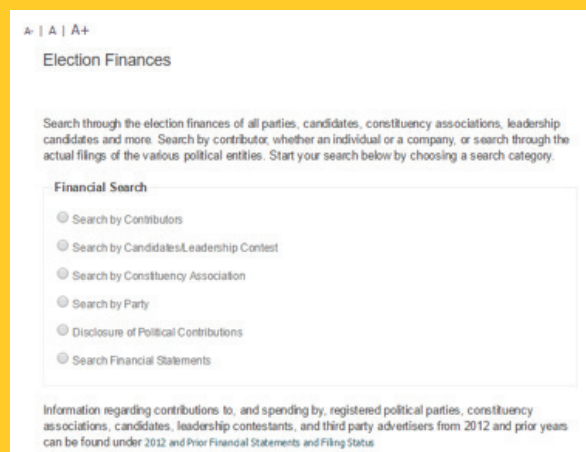 A- | A | A+
Election Finances
Search through the election finances of all parties, candidates, constituency associations, leadership
candidates and more. Search by contributor, whether an individual or a company, or search through the
actual filings of the various political entities. Start your search below by choosing a search category.
Financial Search
Search by Contributors
Search by Candidates/Leadership Contest
Search by Constituency Association
Search by Party
Disclosure of Political Contributions
Search Financial Statements
Information regarding contributions to, and spending by, registered political parties, constituency
associations, candidates, leadership contestants, and third party advertisers from 2012 and prior years
can be found under 2012 and Prior Financial Statements and Filing Status